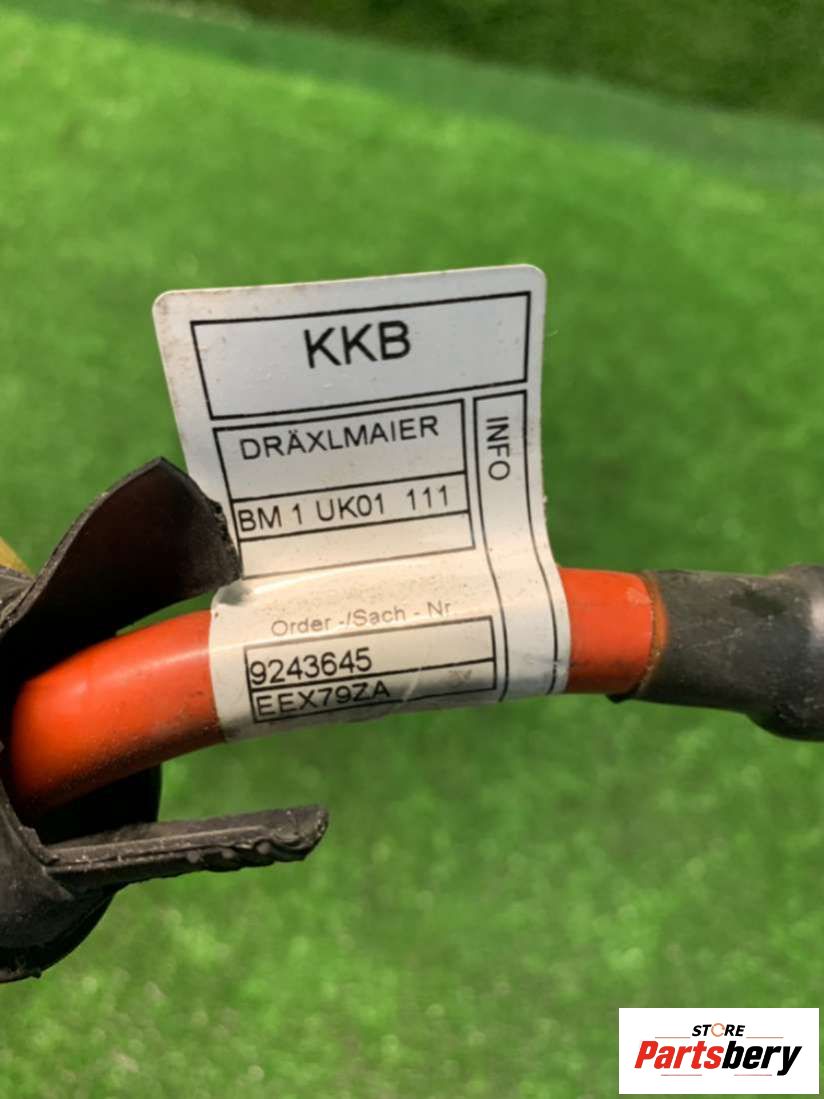 KKB
DRÄXLMAIER
INFO
BM 1 UK01 111
Order -/Sach - Nr
9243645
EEX79ZA
STORE
Partsbery